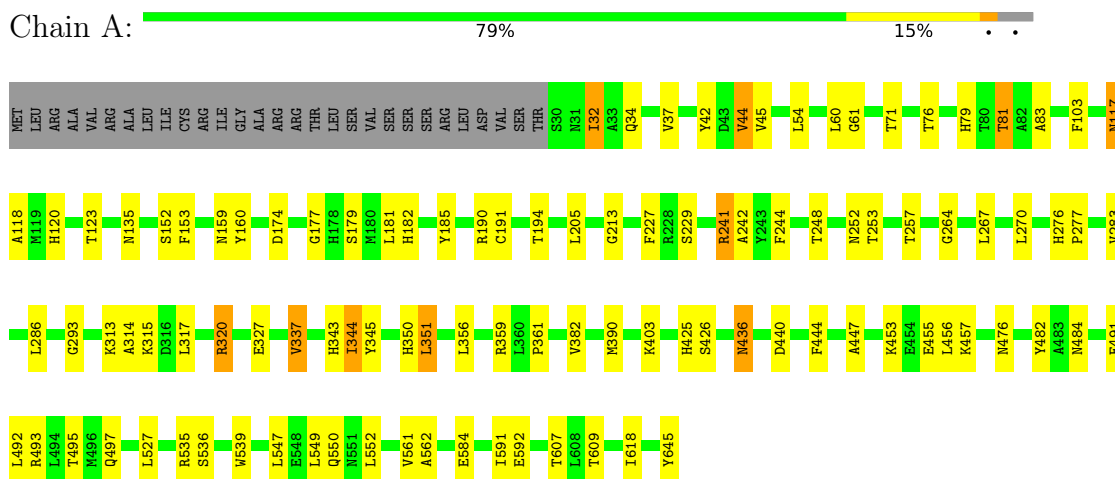 Chain A:
79% 15% • •
MET LEU ARG ALA VAL ARG ALA LEU ILE CYS ARG ILE GLY ALA ARG ARG THR LEU SER VAL SER SER SER ARG LEU ASP VAL SER THR S30 N31 I32 A33 Q34 V37 Y42 D43 V44 V45 L54 L60 G61 T71 T76 H79 T80 T81 A82 A83 F103 N117
A118 M119 H120 T123 N135 S152 F153 N159 Y160 D174 G177 H178 S179 M180 L181 H182 Y185 R190 C191 T194 L205 G213 F227 R228 S229 R241 A242 Y243 F244 T248 N252 T253 T257 G264 L267 L270 H276 P277
L286 G293 K313 A314 K315 D316 L317 R320 E327 V337 H343 I344 Y345 H350 L351 L356 R359 L360 P361 V382 M390 K403 H425 S426 N436 D440 F444 A447 K453 E454 E455 L456 K457 N476 Y482 A483 N484
L492 R493 L494 T495 M496 Q497 L527 R535 S536 W539 L547 E548 L549 Q550 N551 L552 V561 A562 E584 I591 E592 T607 L608 T609 I618 Y645